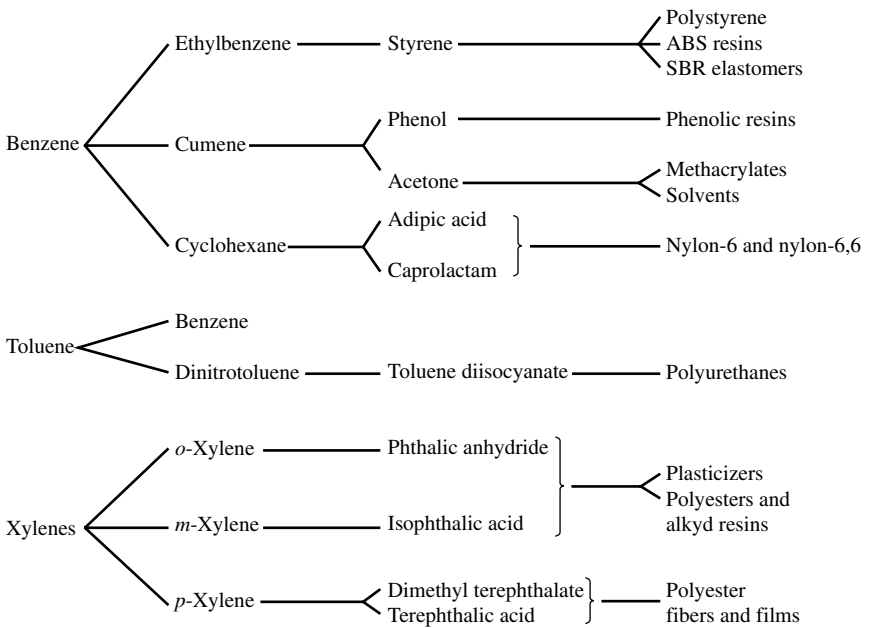 Polystyrene
Ethylbenzene Styrene ABS resins
SBR elastomers
Phenol Phenolic resins
Benzene Cumene
Methacrylates
Acetone
Solvents
Adipic acid
Cyclohexane Nylon-6 and nylon-6,6
Caprolactam
Benzene
Toluene
Dinitrotoluene Toluene diisocyanate Polyurethanes
o-Xylene Phthalic anhydride
Plasticizers
Polyesters and
Xylenes m-Xylene Isophthalic acid alkyd resins
Dimethyl terephthalate Polyester
p-Xylene
Terephthalic acid fibers and films